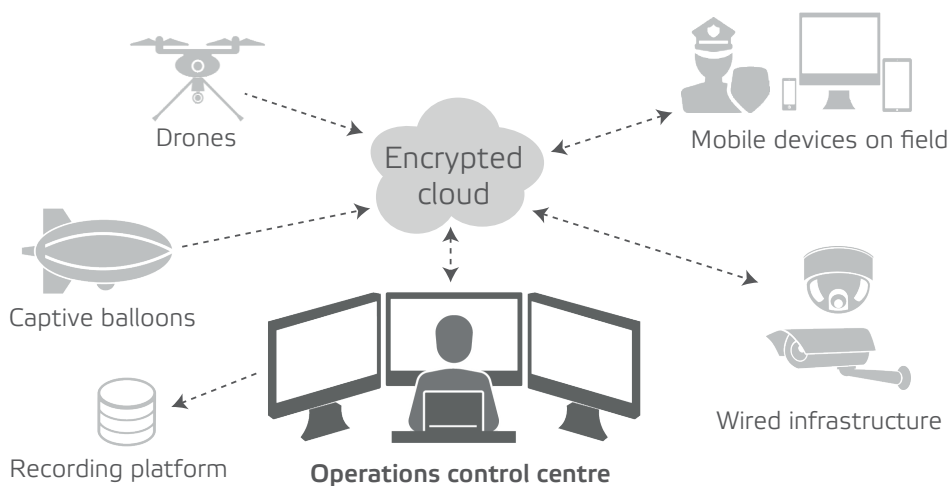 Drones
Encrypted
cloud
Mobile devices on field
Captive balloons
Wired infrastructure
Recording platform
Operations control centre